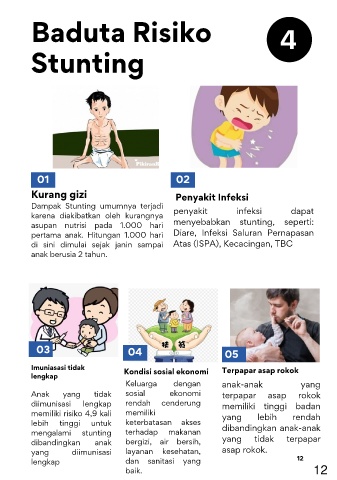 Baduta Risiko
Stunting
4
01
Kurang gizi
Dampak Stunting umumnya terjadi
karena diakibatkan oleh kurangnya
asupan nutrisi pada 1.000 hari
pertama anak. Hitungan 1.000 hari
di sini dimulai sejak janin sampai
anak berusia 2 tahun.
02
Penyakit Infeksi
penyakit infeksi dapat
menyebabkan stunting, seperti:
Diare, Infeksi Saluran Pernapasan
Atas (ISPA), Kecacingan, TBC
03
Imuniasasi tidak
lengkap
Anak yang tidak
diimunisasi lengkap
memiliki risiko 4,9 kali
lebih tinggi untuk
mengalami stunting
dibandingkan anak
yang diimunisasi
lengkap
04
Kondisi sosial ekonomi
Keluarga dengan
sosial ekonomi
rendah cenderung
memiliki
keterbatasan akses
terhadap makanan
bergizi, air bersih,
layanan kesehatan,
dan sanitasi yang
baik.
05
Terpapar asap rokok
anak-anak yang
terpapar asap rokok
memiliki tinggi badan
yang lebih rendah
dibandingkan anak-anak
yang tidak terpapar
asap rokok.
12
12